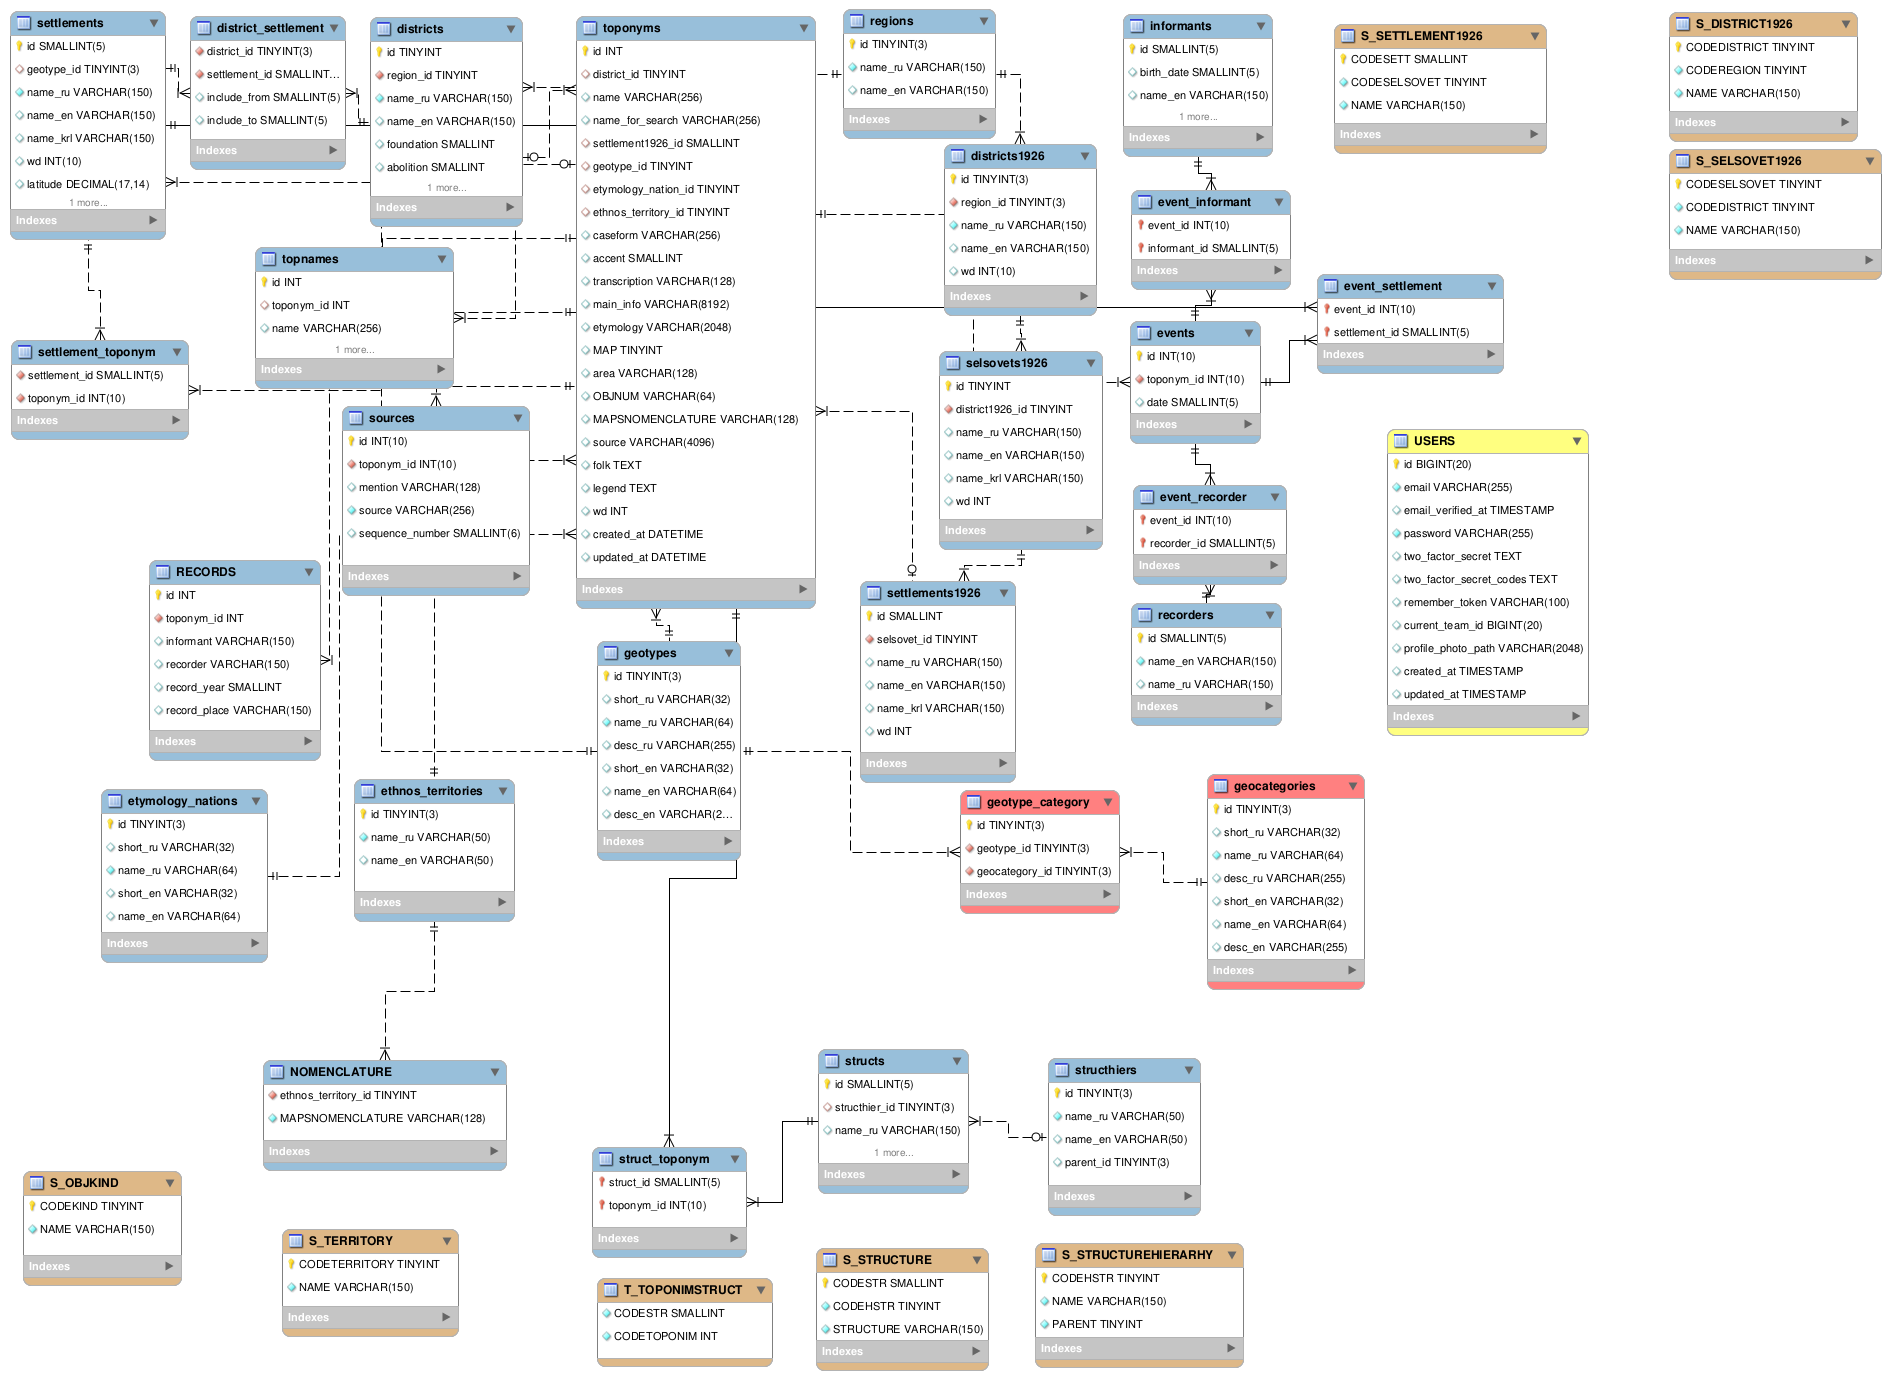 settlements
id SMALLINT(5)
geotype_id TINYINT(3)
name_ru VARCHAR(150)
name_en VARCHAR(150)
name_krl VARCHAR(150)
wd INT(10)
latitude DECIMAL(17,14)
1 more...
Indexes
district_settlement
district_id TINYINT(3)
settlement_id SMALLINT...
include_from SMALLINT(5)
include_to SMALLINT(5)
Indexes
districts
id TINYINT
region_id TINYINT
name_ru VARCHAR(150)
name_en VARCHAR(150)
foundation SMALLINT
abolition SMALLINT
1 more...
Indexes
toponyms
id INT
district_id TINYINT
name VARCHAR(256)
name_for_search VARCHAR(256)
settlement1926_id SMALLINT
geotype_id TINYINT
etymology_nation_id TINYINT
ethnos_territory_id TINYINT
caseform VARCHAR(256)
accent SMALLINT
transcription VARCHAR(128)
main_info VARCHAR(8192)
etymology VARCHAR(2048)
MAP TINYINT
area VARCHAR(128)
OBJNUM VARCHAR(64)
MAPSNOMENCLATURE VARCHAR(128)
source VARCHAR(4096)
folk TEXT
legend TEXT
wd INT
created_at DATETIME
updated_at DATETIME
Indexes
regions
id TINYINT(3)
name_ru VARCHAR(150)
name_en VARCHAR(150)
Indexes
informants
id SMALLINT(5)
birth_date SMALLINT(5)
name_en VARCHAR(150)
1 more...
Indexes
S_SETTLEMENT1926
CODESETT SMALLINT
CODESELSOVET TINYINT
NAME VARCHAR(150)
Indexes
S_DISTRICT1926
CODEDISTRICT TINYINT
CODEREGION TINYINT
NAME VARCHAR(150)
Indexes
S_SELSOVET1926
CODESELSOVET TINYINT
CODEDISTRICT TINYINT
NAME VARCHAR(150)
Indexes
districts1926
id TINYINT(3)
region_id TINYINT(3)
name_ru VARCHAR(150)
name_en VARCHAR(150)
wd INT(10)
Indexes
event_informant
event_id INT(10)
informant_id SMALLINT(5)
Indexes
topnames
id INT
toponym_id INT
name VARCHAR(256)
1 more...
Indexes
event_settlement
event_id INT(10)
settlement_id SMALLINT(5)
Indexes
settlement_toponym
settlement_id SMALLINT(5)
toponym_id INT(10)
Indexes
selsovets1926
id TINYINT
district1926_id TINYINT
name_ru VARCHAR(150)
name_en VARCHAR(150)
name_krl VARCHAR(150)
wd INT
Indexes
events
id INT(10)
toponym_id INT(10)
date SMALLINT(5)
Indexes
sources
id INT(10)
toponym_id INT(10)
mention VARCHAR(128)
source VARCHAR(256)
sequence_number SMALLINT(6)
Indexes
USERS
id BIGINT(20)
email VARCHAR(255)
email_verified_at TIMESTAMP
password VARCHAR(255)
two_factor_secret TEXT
two_factor_secret_codes TEXT
remember_token VARCHAR(100)
current_team_id BIGINT(20)
profile_photo_path VARCHAR(2048)
created_at TIMESTAMP
updated_at TIMESTAMP
Indexes
event_recorder
event_id INT(10)
recorder_id SMALLINT(5)
Indexes
RECORDS
id INT
toponym_id INT
informant VARCHAR(150)
recorder VARCHAR(150)
record_year SMALLINT
record_place VARCHAR(150)
Indexes
settlements1926
id SMALLINT
selsovet_id TINYINT
name_ru VARCHAR(150)
name_en VARCHAR(150)
name_krl VARCHAR(150)
wd INT
Indexes
recorders
id SMALLINT(5)
name_en VARCHAR(150)
name_ru VARCHAR(150)
Indexes
geotypes
id TINYINT(3)
short_ru VARCHAR(32)
name_ru VARCHAR(64)
desc_ru VARCHAR(255)
short_en VARCHAR(32)
name_en VARCHAR(64)
desc_en VARCHAR(2...
Indexes
etymology_nations
id TINYINT(3)
short_ru VARCHAR(32)
name_ru VARCHAR(64)
short_en VARCHAR(32)
name_en VARCHAR(64)
Indexes
ethnos_territories
id TINYINT(3)
name_ru VARCHAR(50)
name_en VARCHAR(50)
Indexes
geotype_category
id TINYINT(3)
geotype_id TINYINT(3)
geocategory_id TINYINT(3)
Indexes
geocategories
id TINYINT(3)
short_ru VARCHAR(32)
name_ru VARCHAR(64)
desc_ru VARCHAR(255)
short_en VARCHAR(32)
name_en VARCHAR(64)
desc_en VARCHAR(255)
Indexes
NOMENCLATURE
ethnos_territory_id TINYINT
MAPSNOMENCLATURE VARCHAR(128)
Indexes
structs
id SMALLINT(5)
structhier_id TINYINT(3)
name_ru VARCHAR(150)
1 more...
Indexes
structhiers
id TINYINT(3)
name_ru VARCHAR(50)
name_en VARCHAR(50)
parent_id TINYINT(3)
Indexes
struct_toponym
struct_id SMALLINT(5)
toponym_id INT(10)
Indexes
S_OBJKIND
CODEKIND TINYINT
NAME VARCHAR(150)
Indexes
S_TERRITORY
CODETERRITORY TINYINT
NAME VARCHAR(150)
Indexes
T_TOPONIMSTRUCT
CODESTR SMALLINT
CODETOPONIM INT
S_STRUCTURE
CODESTR SMALLINT
CODEHSTR TINYINT
STRUCTURE VARCHAR(150)
Indexes
S_STRUCTUREHIERARHY
CODEHSTR TINYINT
NAME VARCHAR(150)
PARENT TINYINT
Indexes